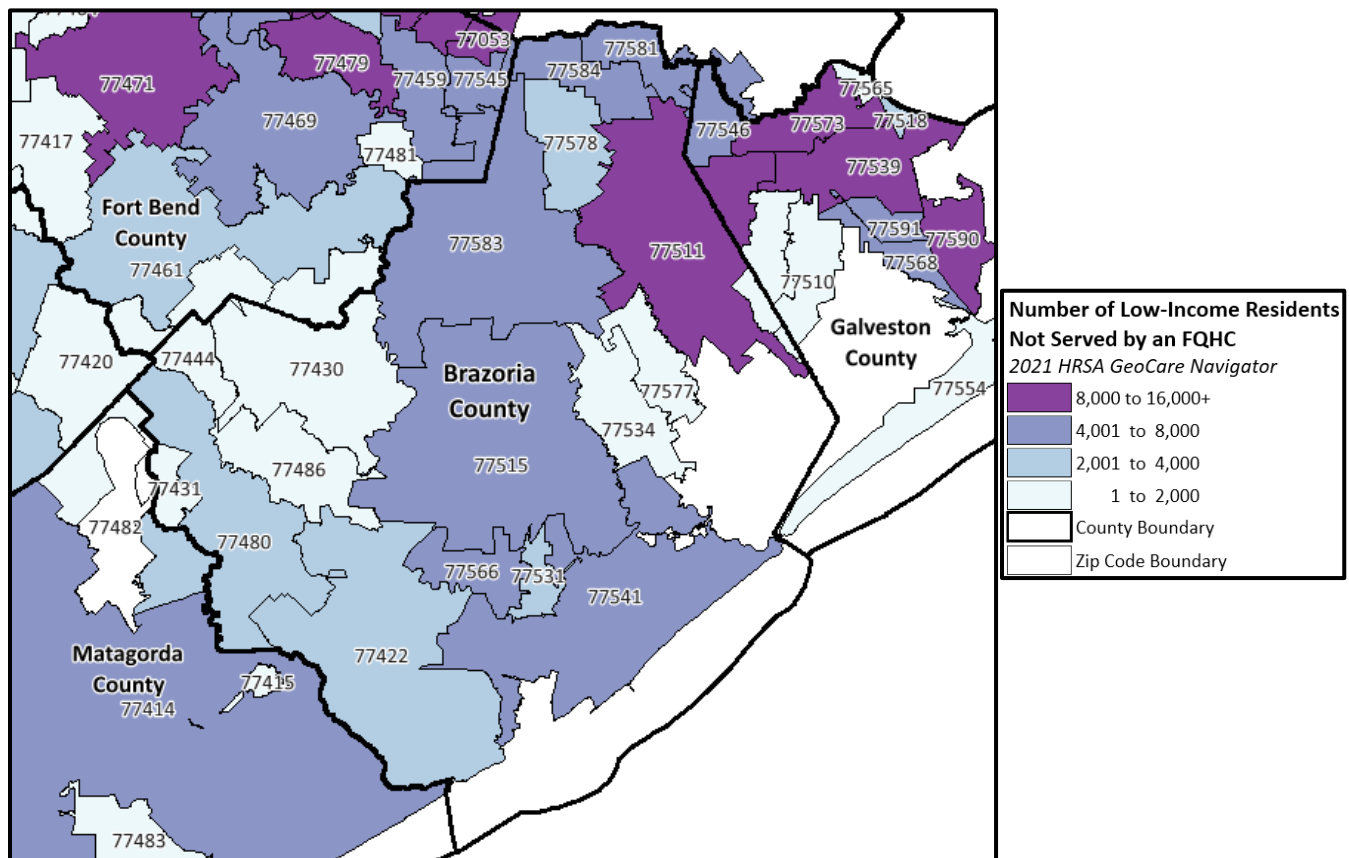 77053
77581
77479
77584
77471
77459
77545
77565
77469
77546
77573
77518
77417
77578
77481
77539
Fort Bend
County
77591
77590
77583
77511
77568
77461
77510
Number of Low-Income Residents
Not Served by an FQHC
2021 HRSA GeoCare Navigator
8,000 to 16,000+
4,001 to 8,000
2,001 to 4,000
1 to 2,000
County Boundary
Zip Code Boundary
Galveston
County
77420
77444
77430
Brazoria
County
77577
77554
77534
77486
77515
77431
77482
77480
77566
77531
77541
Matagorda
County
77422
77415
77414
77483